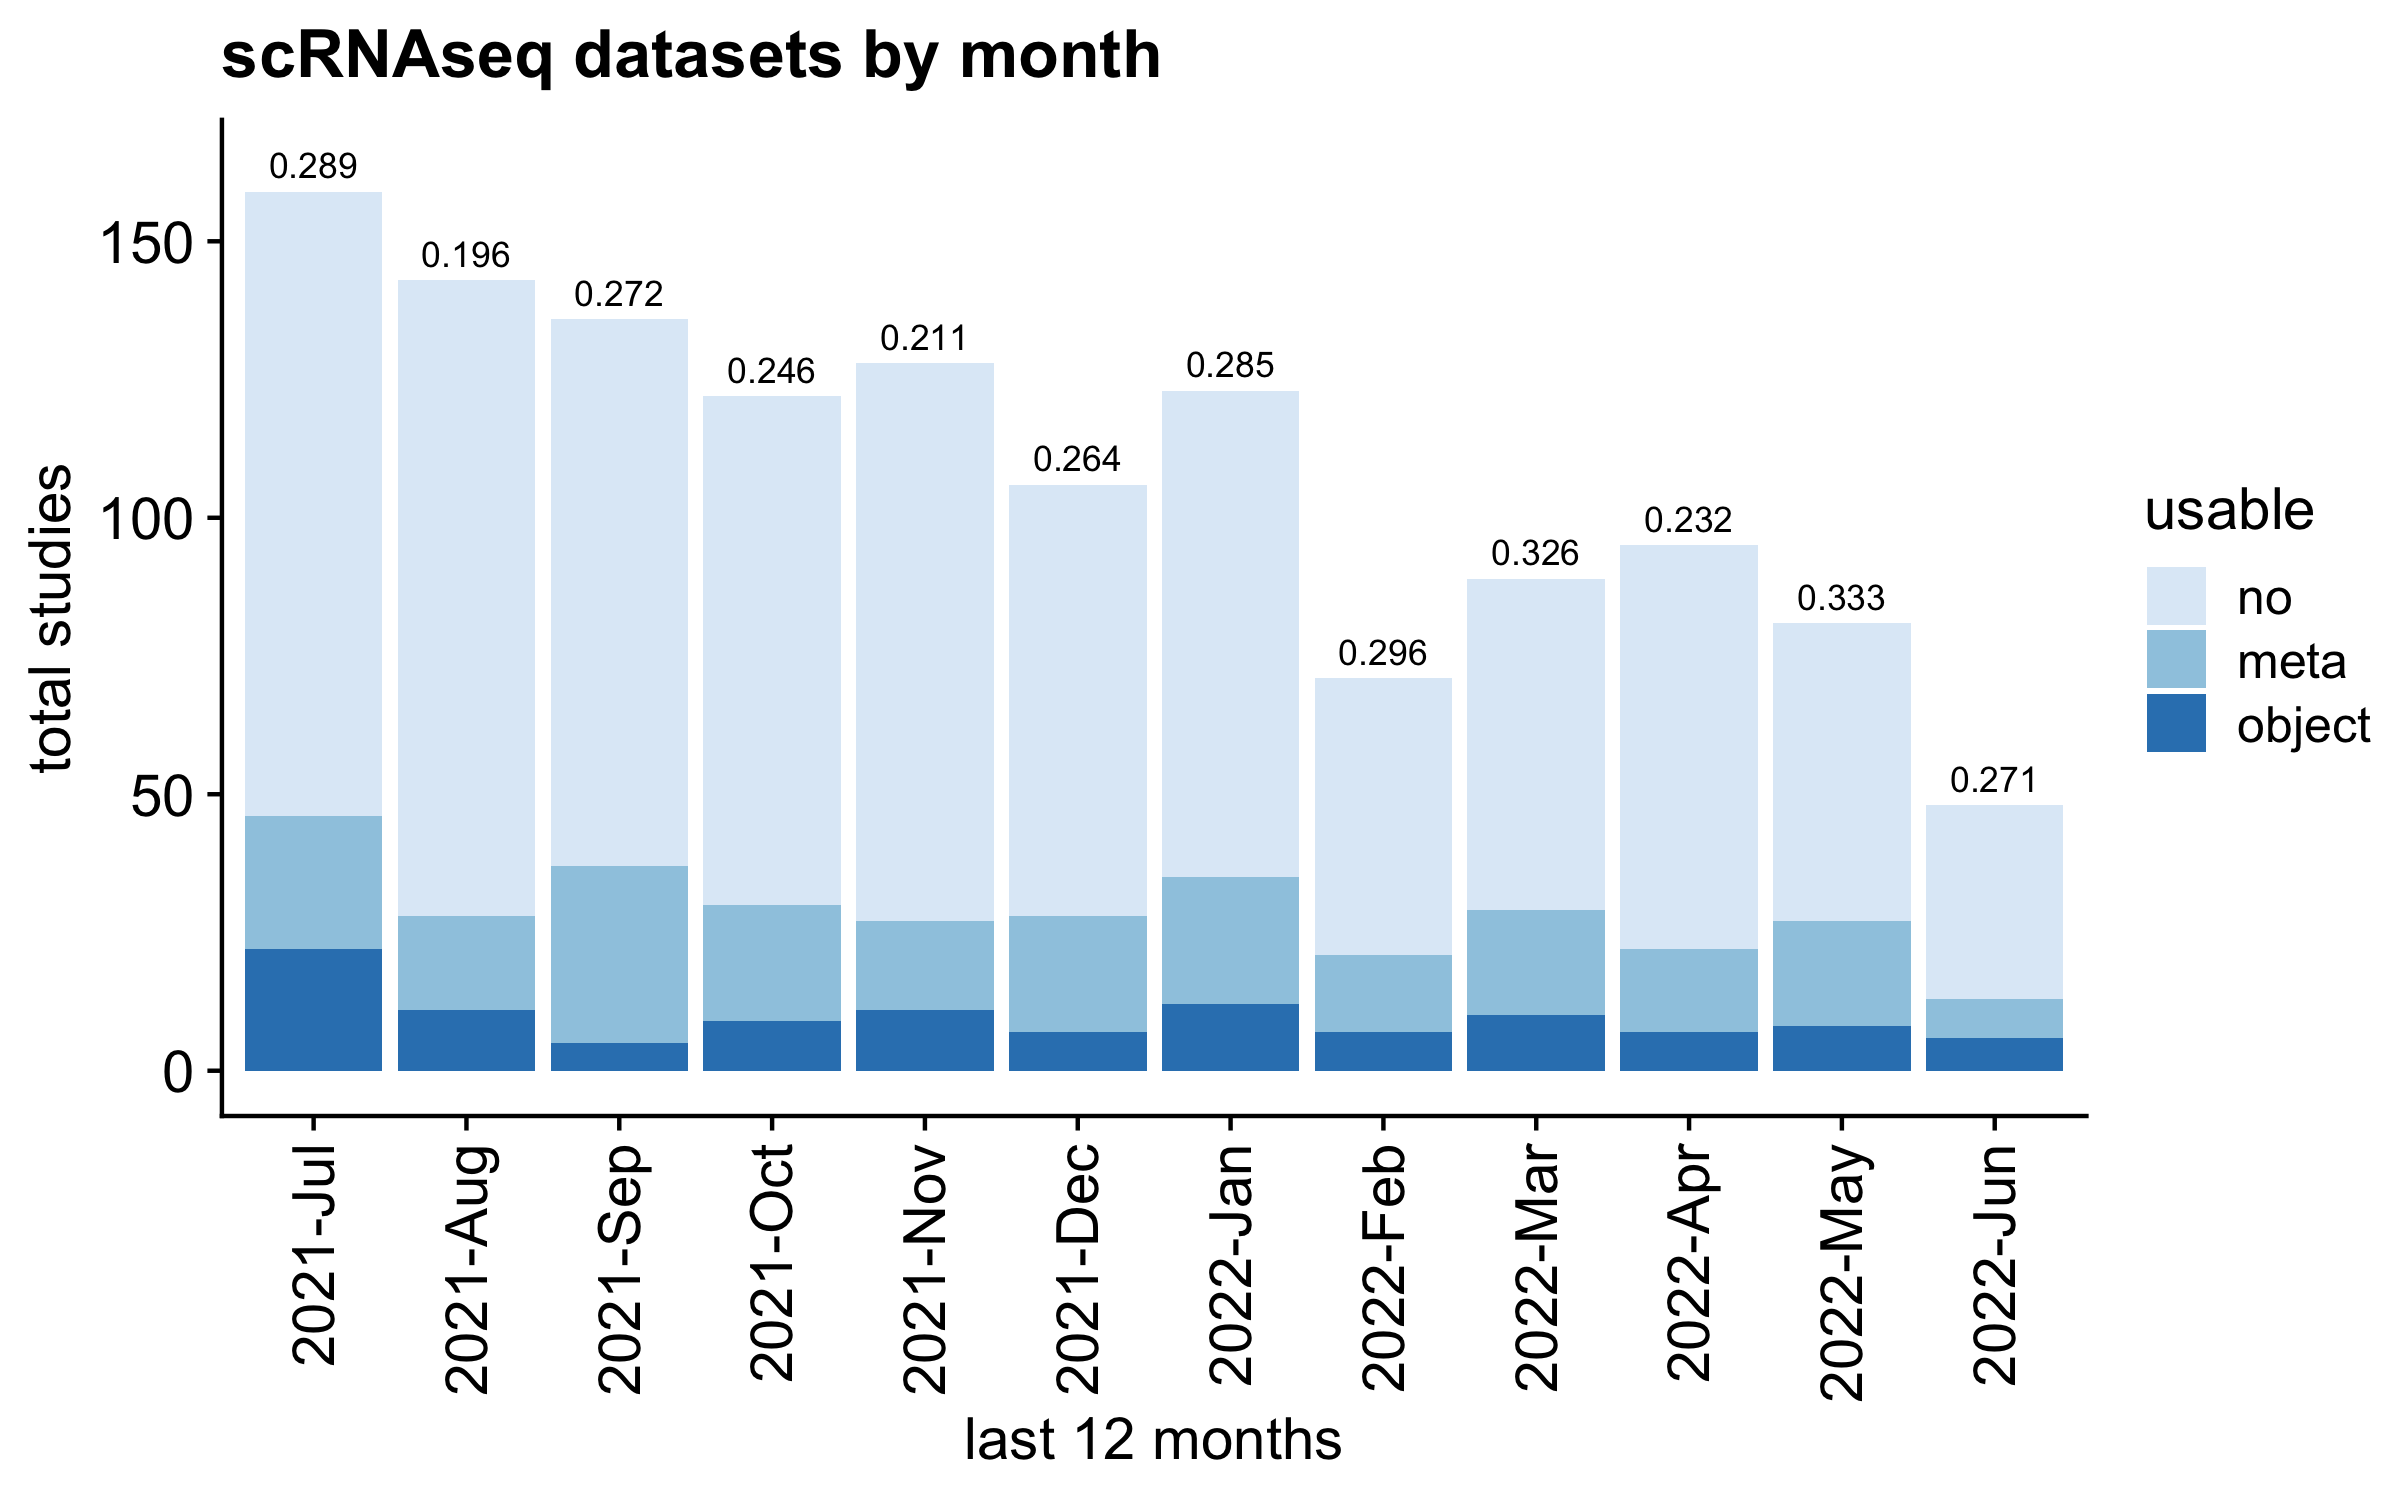 scRNAseq datasets by month
total studies
150
100
50
0
0.289
0.196
0.272
0.246
0.211
0.264
0.285
0.296
0.326
0.232
0.333
0.271
2021-Jul
2021-Aug
2021-Sep
2021-Oct
2021-Nov
2021-Dec
2022-Jan
2022-Feb
2022-Mar
2022-Apr
2022-May
2022-Jun
last 12 months
usable
no
meta
object